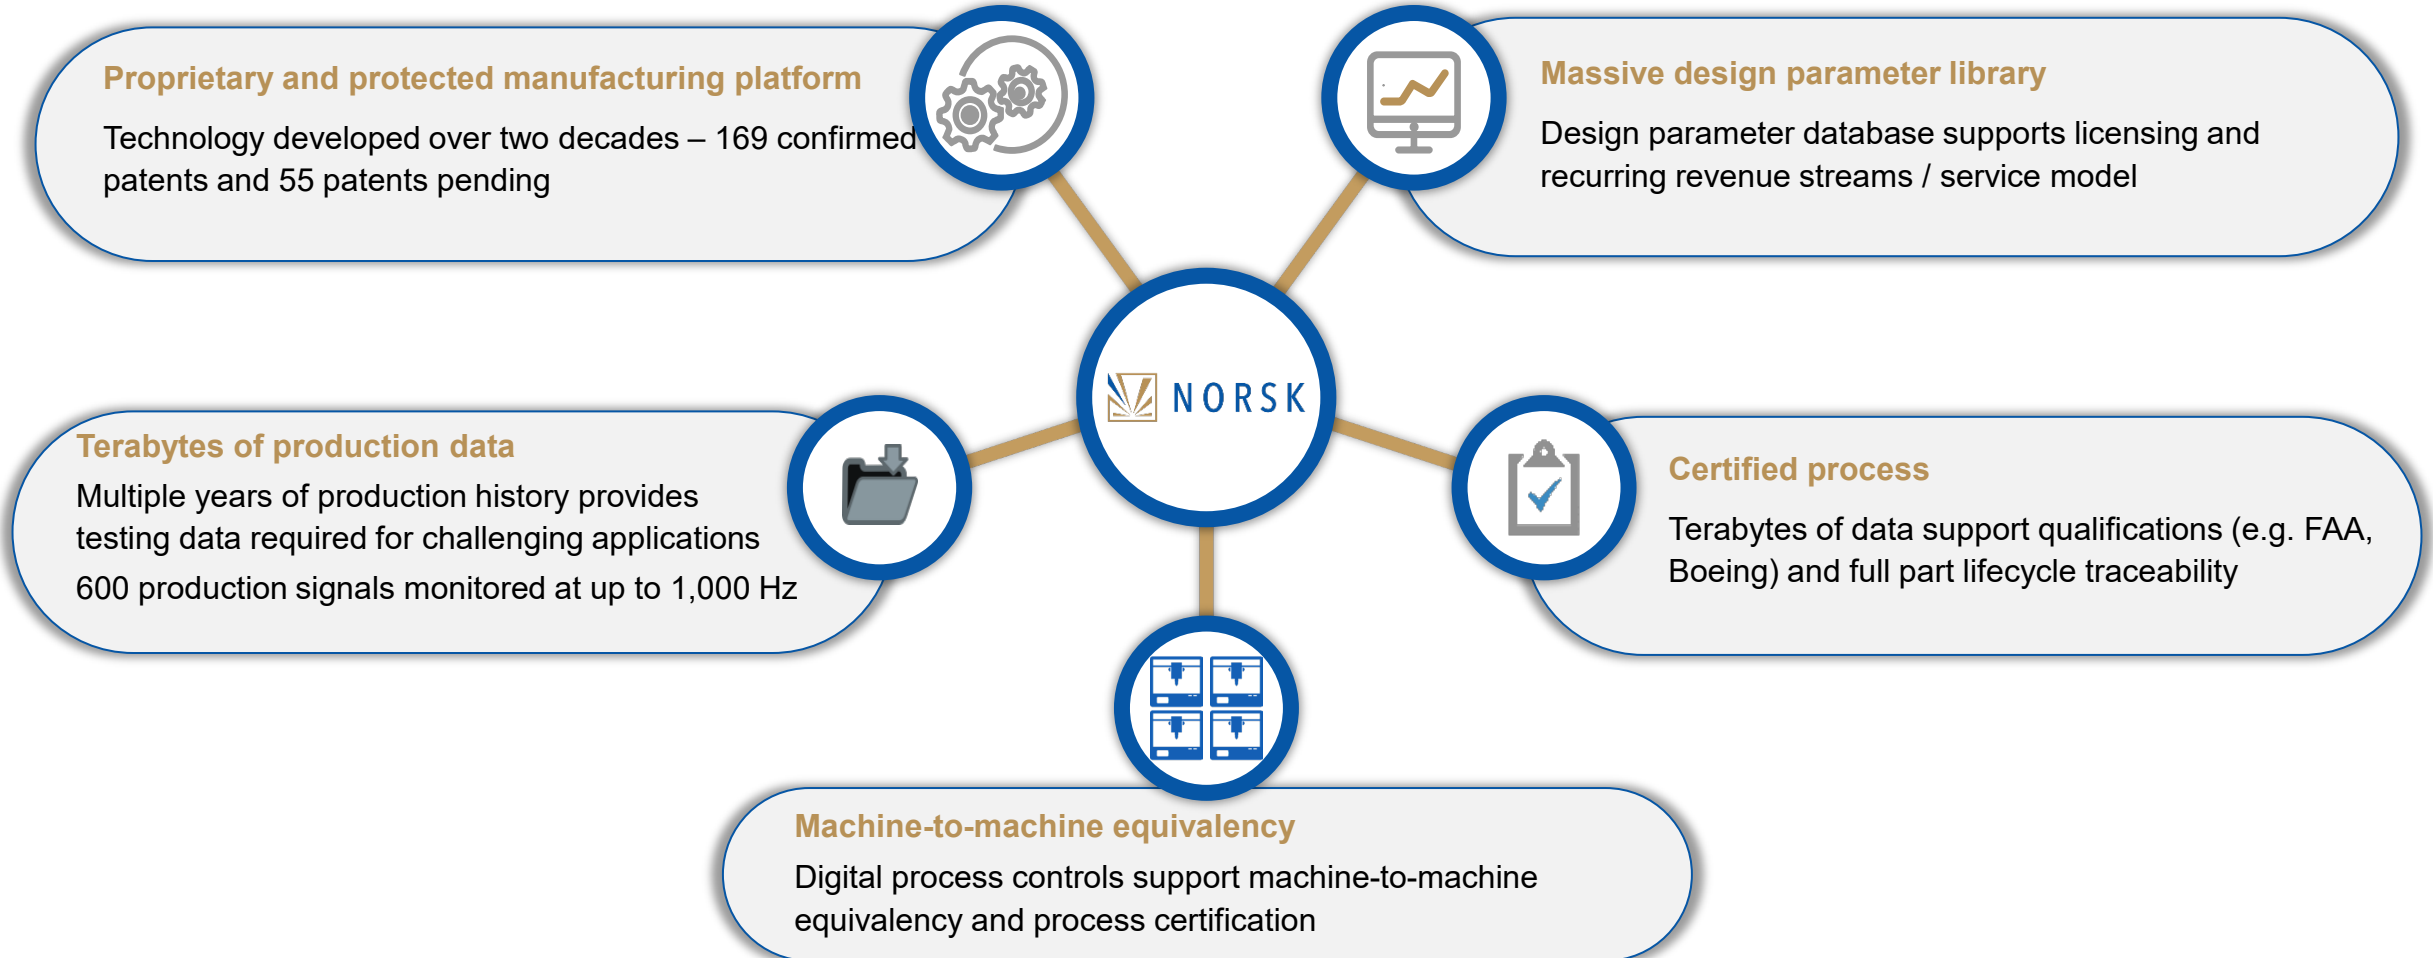 Proprietary and protected manufacturing platform
Technology developed over two decades – 169 confirmed
patents and 55 patents pending
Massive design parameter library
Design parameter database supports licensing and
recurring revenue streams / service model
NORSK
Terabytes of production data
Multiple years of production history provides
testing data required for challenging applications
600 production signals monitored at up to 1,000 Hz
Certified process
Terabytes of data support qualifications (e.g. FAA,
Boeing) and full part lifecycle traceability
Machine-to-machine equivalency
Digital process controls support machine-to-machine
equivalency and process certification